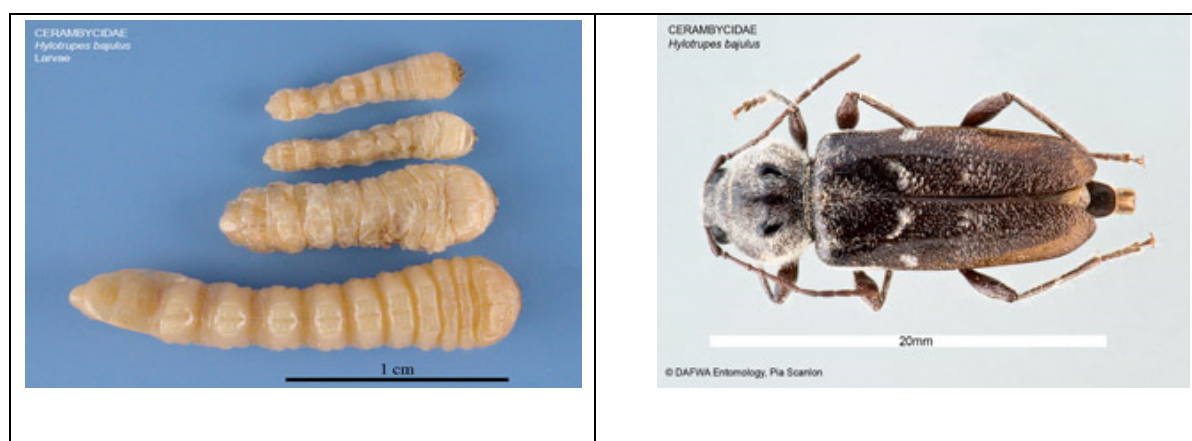 CERAMBYCIDAE
Hylotrupes bajulus
Larvae
1 cm
CERAMBYCIDAE
Hylotrupes bajulus
20mm
© DAFWA Entomology, Pia Scanlon